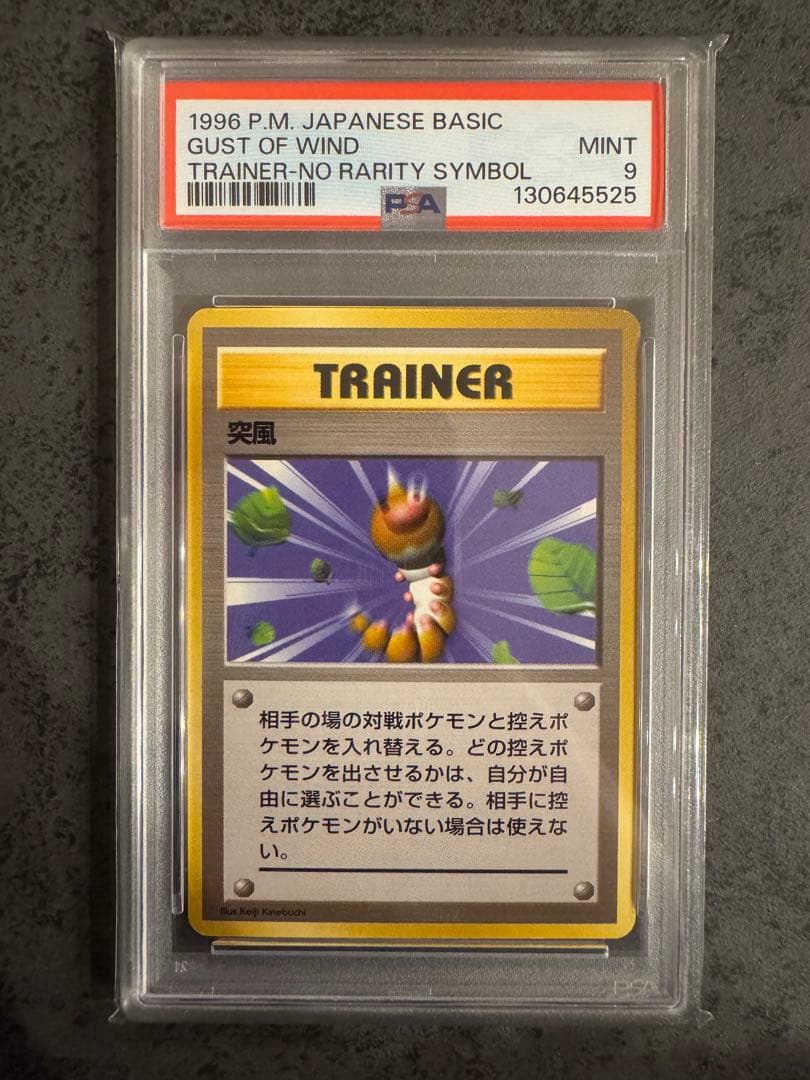 1996 P.M. JAPANESE BASIC
GUST OF WIND MINT
TRAINER-NO RARITY SYMBOL 9
PSA 130645525
TRAINER
突風
相手の場の対戦ポケモンと控えポ
ケモンを入れ替える。どの控えポ
ケモンを出させるかは、自分が自
由に選ぶことができる。相手に控
えポケモンがいない場合は使えな
い。
Illus. Keiji Kinebuchi
PSA